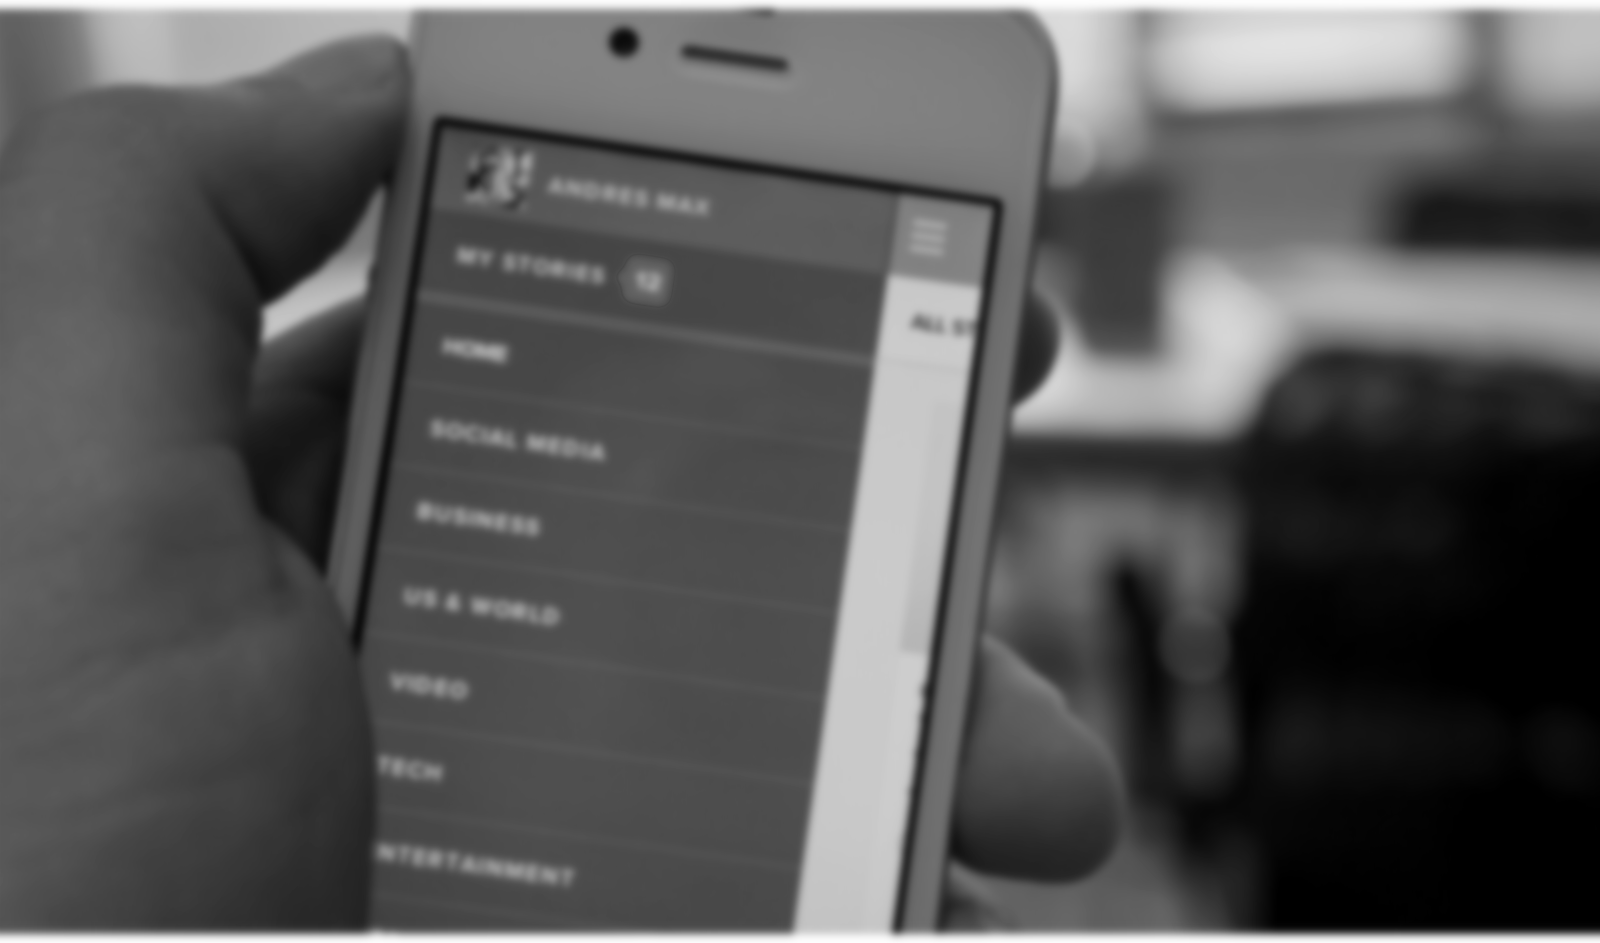 ANDRES MAX
MY STORIES 12
ALL ST
HOME
SOCIAL MEDIA
BUSINESS
US & WORLD
VIDEO
TECH
NTERTAINMENT